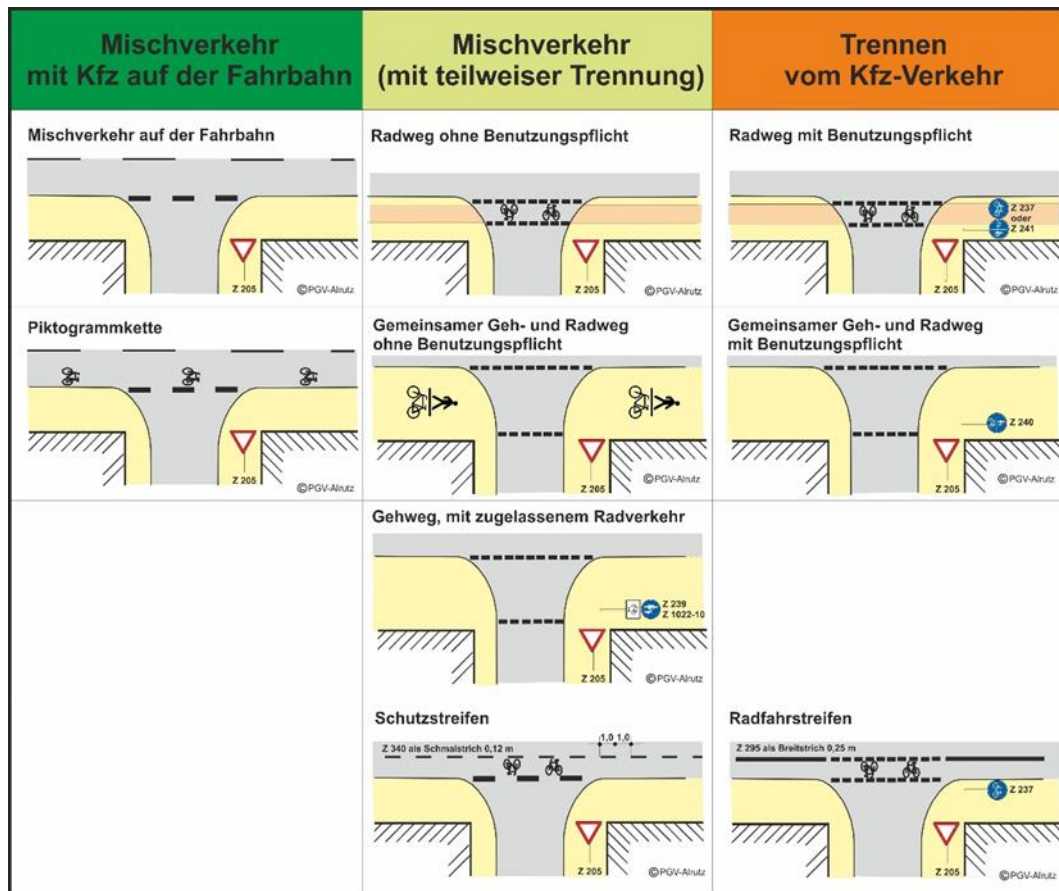 Mischverkehr
mit Kfz auf der Fahrbahn
Mischverkehr
(mit teilweiser Trennung)
Trennen
vom Kfz-Verkehr
Mischverkehr auf der Fahrbahn
Z 205
©PGV-Alrutz
Radweg ohne Benutzungspflicht
Z 205
©PGV-Alrutz
Radweg mit Benutzungspflicht
Z 237
oder
Z 241
Z 205
©PGV-Alrutz
Piktogrammkette
Z 205
©PGV-Alrutz
Gemeinsamer Geh- und Radweg
ohne Benutzungspflicht
Z 205
©PGV-Alrutz
Gemeinsamer Geh- und Radweg
mit Benutzungspflicht
Z 240
Z 205
©PGV-Alrutz
Gehweg, mit zugelassenem Radverkehr
Z 239
Z 1022-10
Z 205
©PGV-Alrutz
Schutzstreifen
Z 340 als Schmalstrich 0,12 m
1,0 1,0
Z 205
©PGV-Alrutz
Radfahrstreifen
Z 295 als Breitstrich 0,25 m
Z 237
Z 205
©PGV-Alrutz